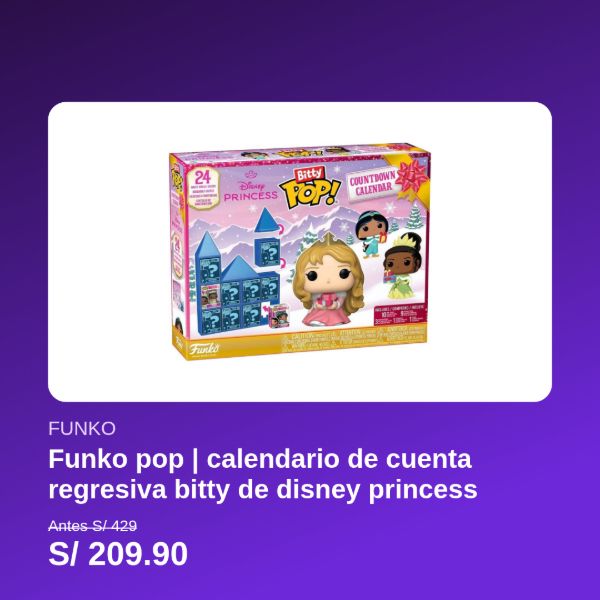 24
Disney
PRINCESS
Bitty
POP!
COUNTDOWN
CALENDAR
Funko
FUNKO
Funko pop | calendario de cuenta
regresiva bitty de disney princess
Antes S/ 429
S/ 209.90